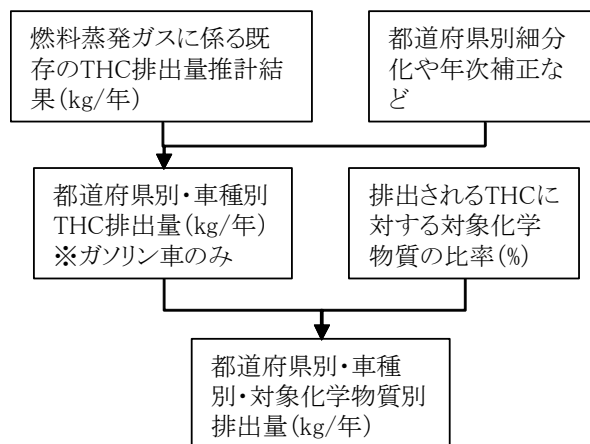 燃料蒸発ガスに係る既
存のTHC排出量推計結
果(kg/年)
都道府県別細分
化や年次補正な
ど
都道府県別・車種別
THC排出量(kg/年)
※ガソリン車のみ
排出されるTHCに
対する対象化学
物質の比率(%)
都道府県別・車種
別・対象化学物質別
排出量(kg/年)